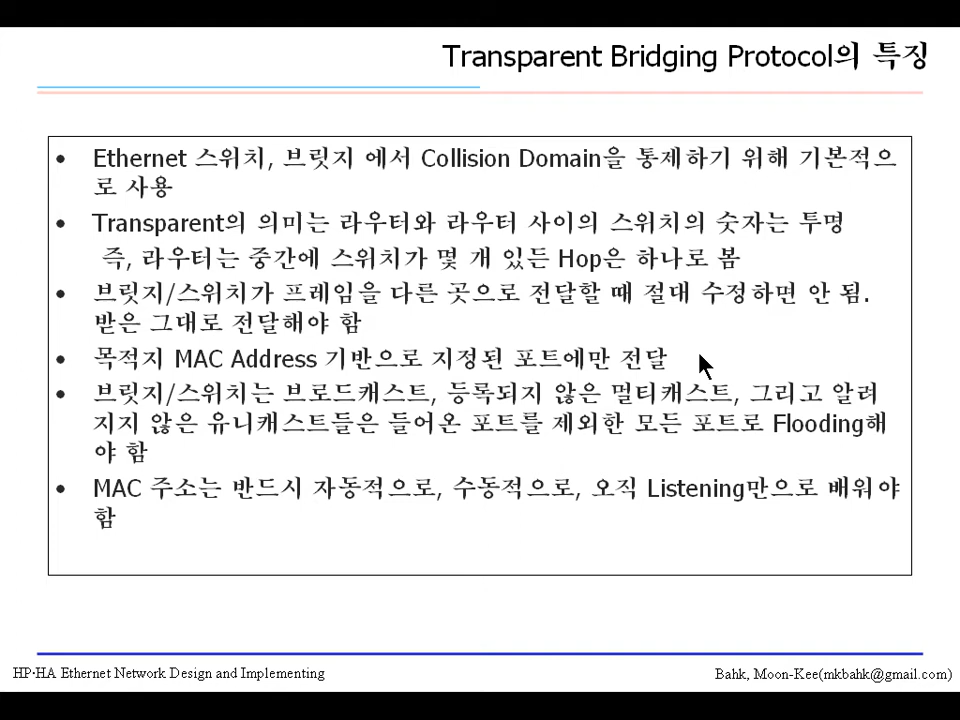 Transparent Bridging Protocol의 특징
• Ethernet 스위치, 브릿지 에서 Collision Domain을 통제하기 위해 기본적으
로 사용
• Transparent의 의미는 라우터와 라우터 사이의 스위치의 숫자는 투명
즉, 라우터는 중간에 스위치가 몇 개 있든 Hop은 하나로 봄
• 브릿지/스위치가 프레임을 다른 곳으로 전달할 때 절대 수정하면 안 됨.
받은 그대로 전달해야 함
• 목적지 MAC Address 기반으로 지정된 포트에만 전달
• 브릿지/스위치는 브로드캐스트, 등록되지 않은 멀티캐스트, 그리고 알려
지지 않은 유니캐스트들은 들어온 포트를 제외한 모든 포트로 Flooding해
야 함
• MAC 주소는 반드시 자동적으로, 수동적으로, 오직 Listening만으로 배워야
함
HP·HA Ethernet Network Design and Implementing
Bahk, Moon-Kee(mkbahk@gmail.com)